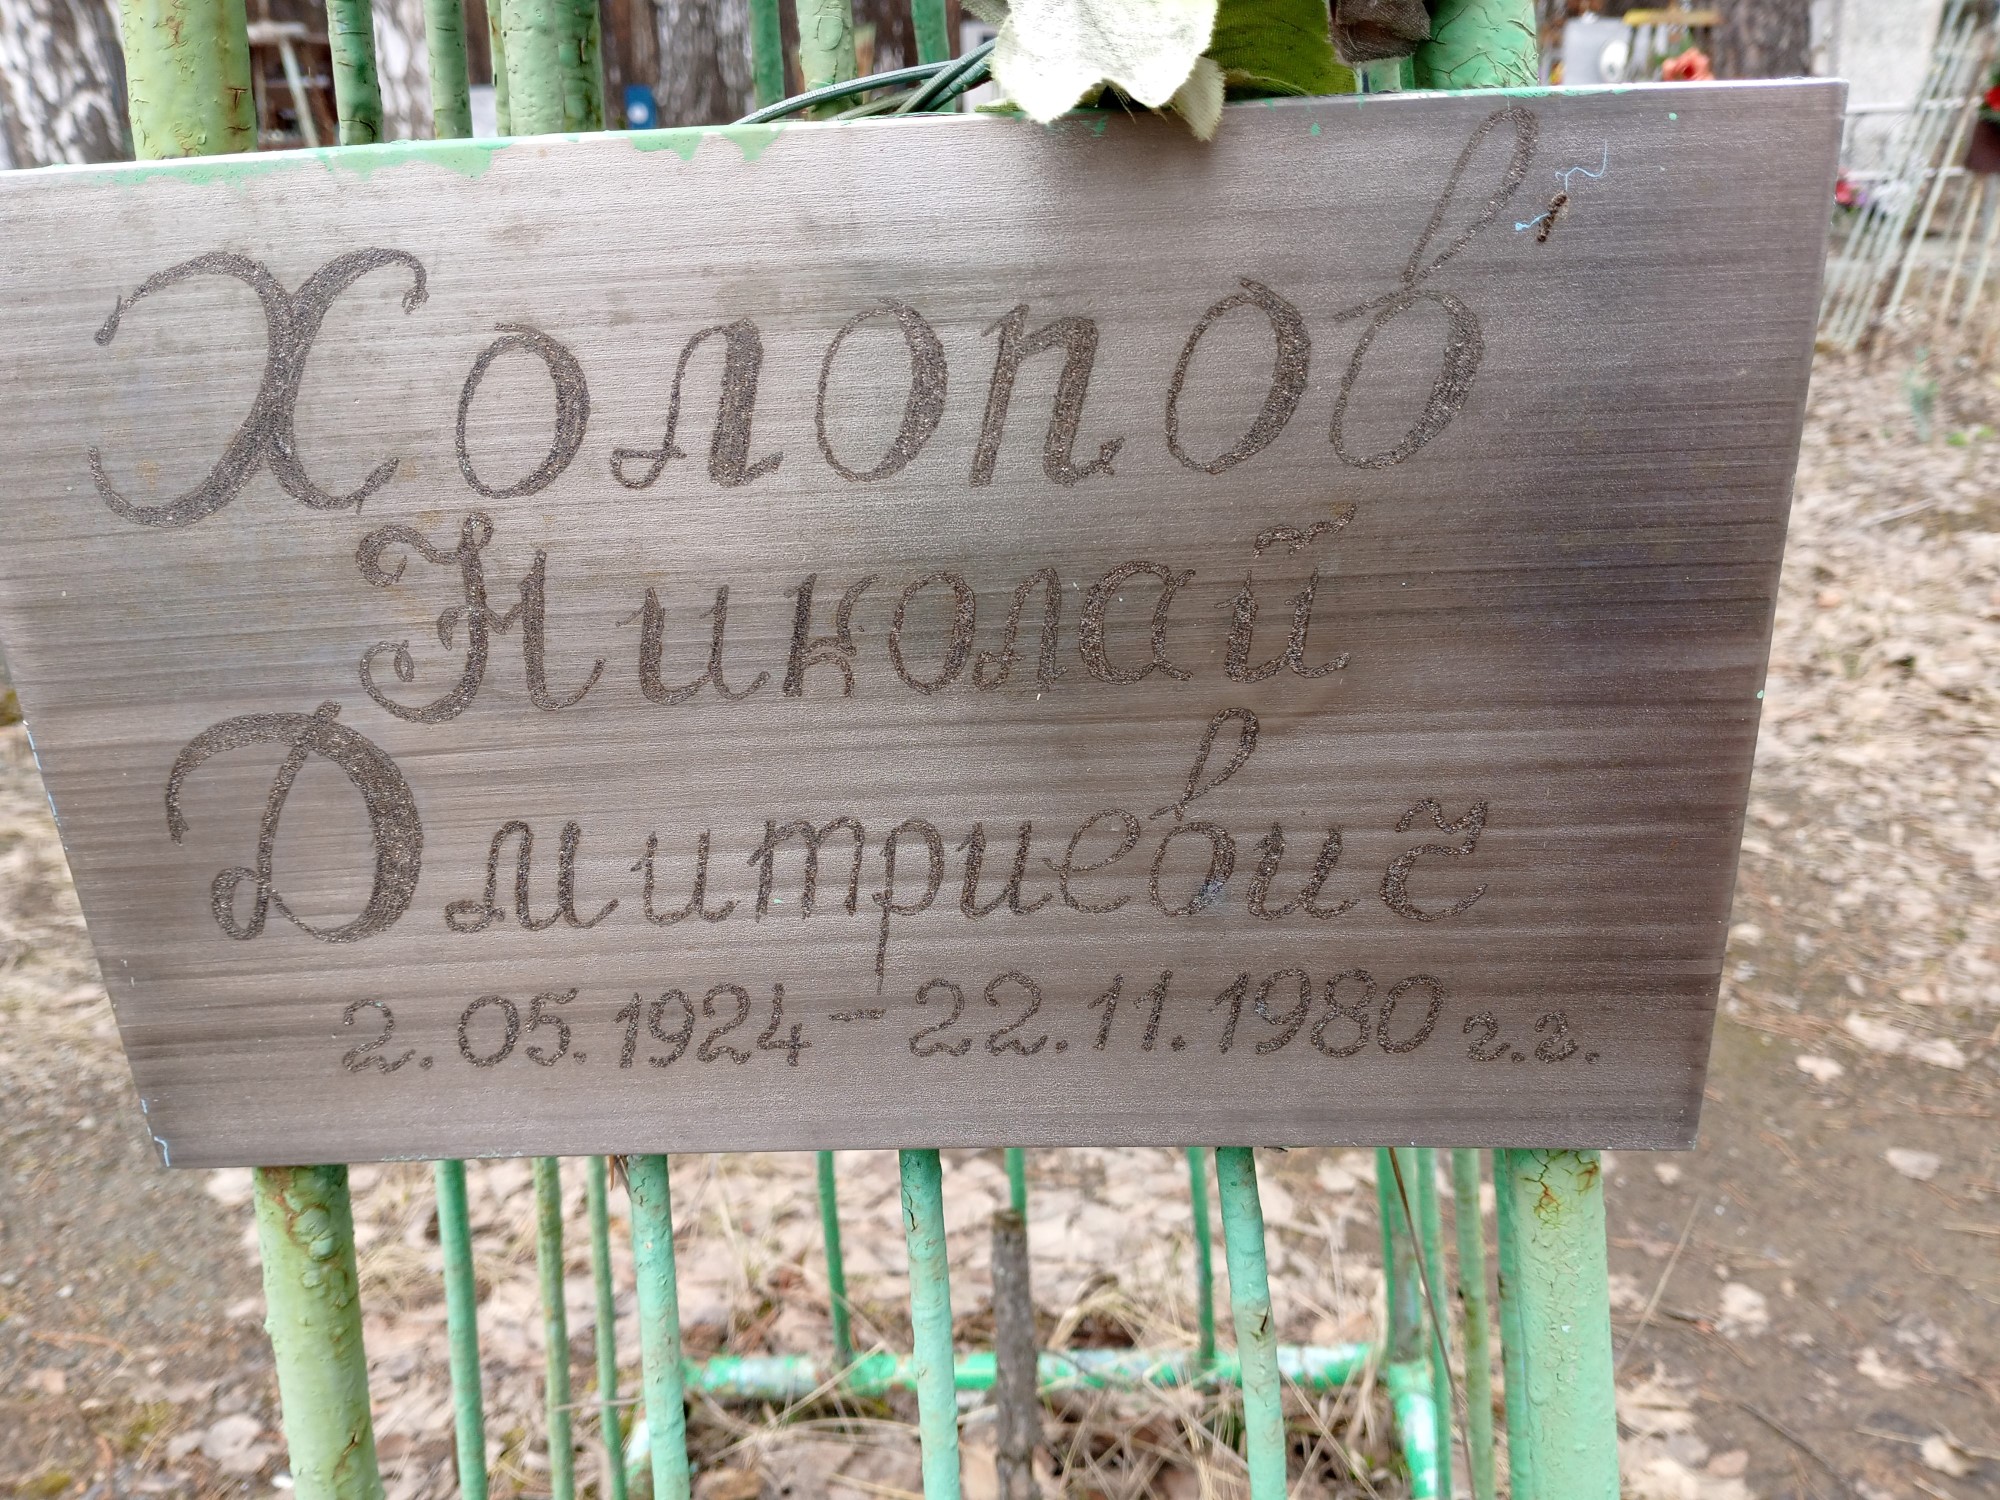 Холопов
Николай
Дмитриевич
2.05.1924 – 22.11.1980 г.г.